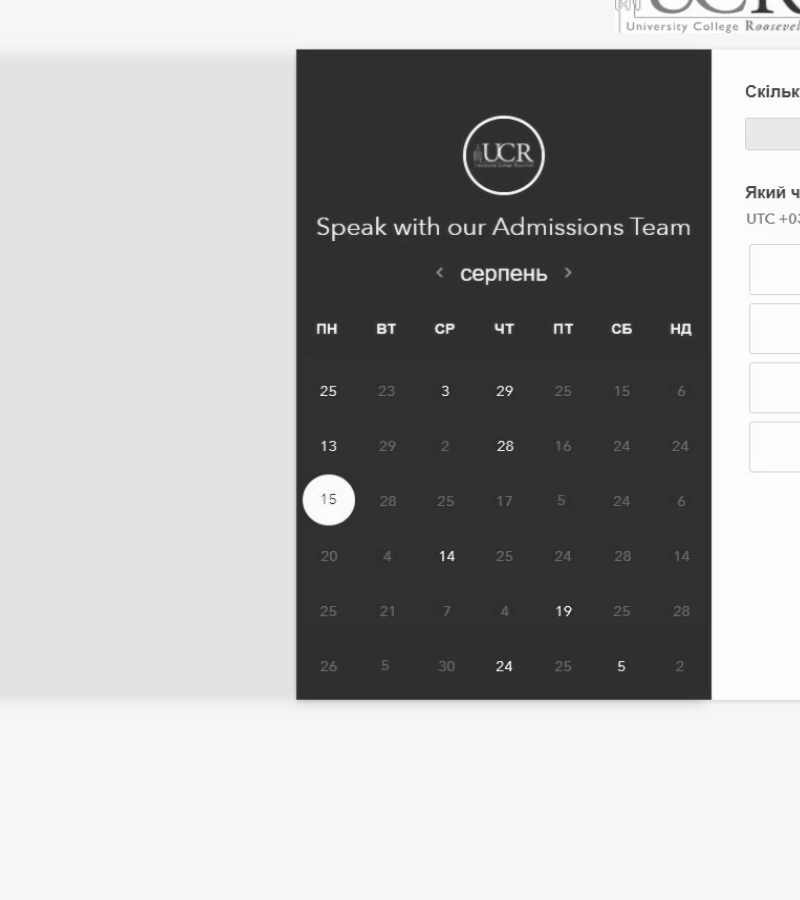 University College
UCR
Скільк
Speak with our Admissions Team
Який ч
UTC +03
< серпень >
ПН ВТ СР ЧТ ПТ СБ НД
25 23 3 29 25 15 6
13 29 2 28 16 24 24
15 28 25 17 5 24 6
20 4 14 25 24 28 14
25 21 7 4 19 25 28
26 5 30 24 25 5 2